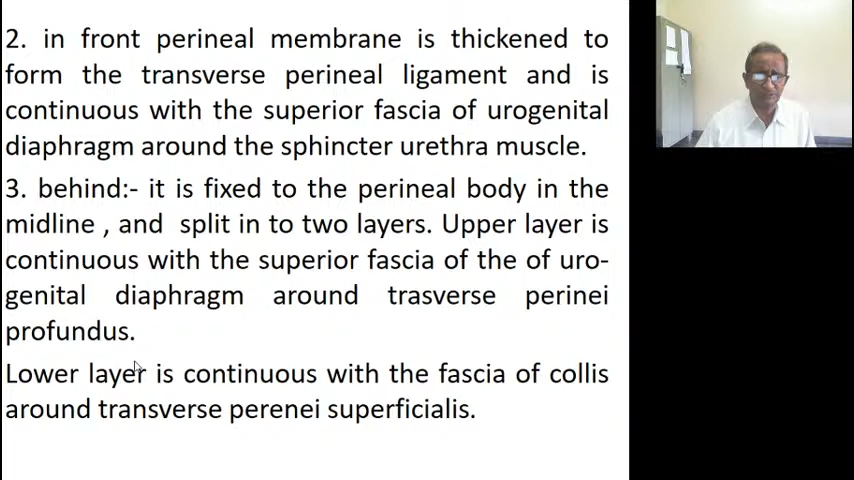 2. in front perineal membrane is thickened to
form the transverse perineal ligament and is
continuous with the superior fascia of urogenital
diaphragm around the sphincter urethra muscle.
3. behind:- it is fixed to the perineal body in the
midline , and split in to two layers. Upper layer is
continuous with the superior fascia of the of uro-
genital diaphragm around trasverse perinei
profundus.
Lower layer is continuous with the fascia of collis
around transverse perenei superficialis.